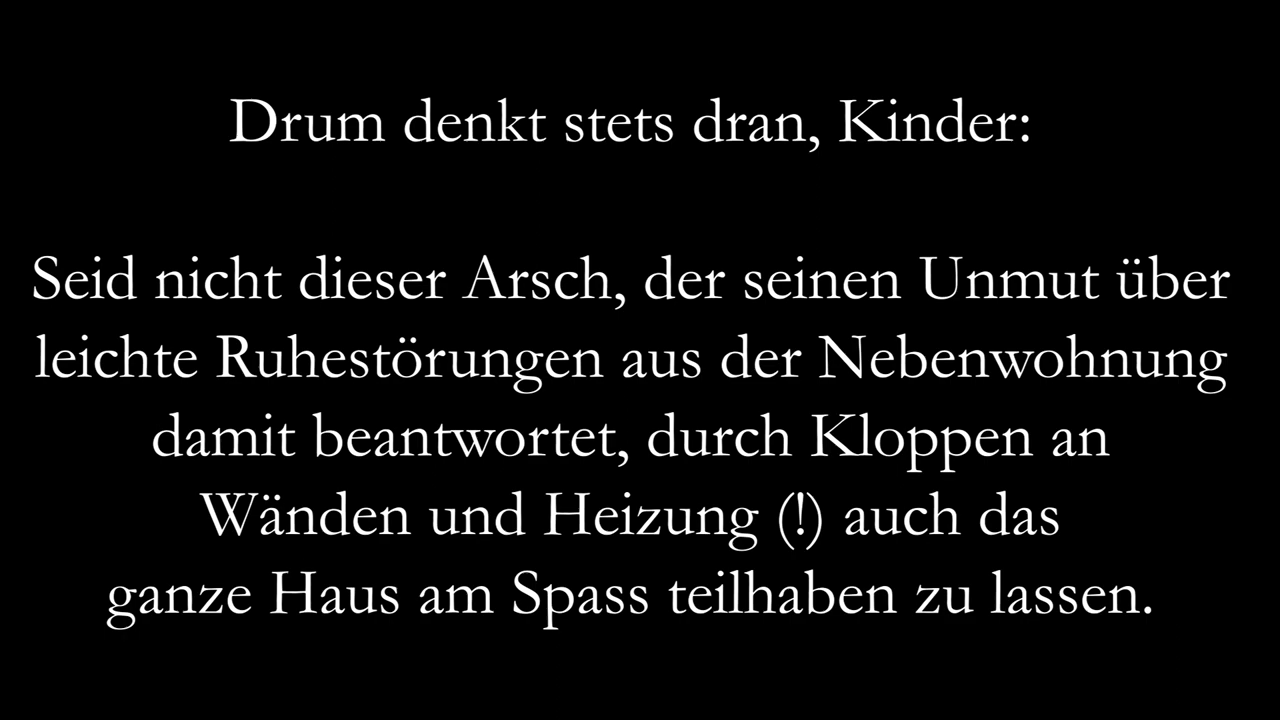 Drum denkt stets dran, Kinder:
Seid nicht dieser Arsch, der seinen Unmut über
leichte Ruhestörungen aus der Nebenwohnung
damit beantwortet, durch Kloppen an
Wänden und Heizung (!) auch das
ganze Haus am Spass teilhaben zu lassen.